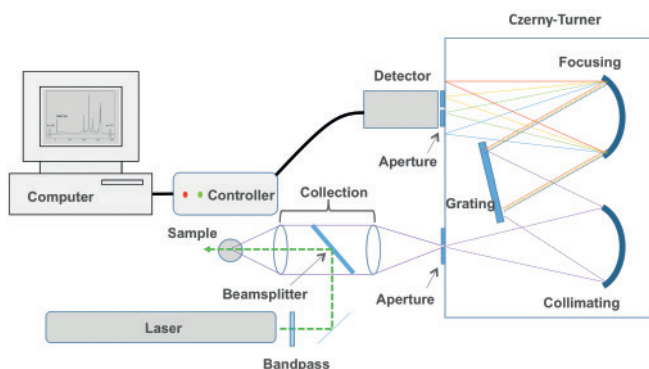 Czerny-Turner
Focusing
Detector
Aperture
Computer
Controller
Collection
Grating
Sample
Beamsplitter
Aperture
Collimating
Laser
Bandpass